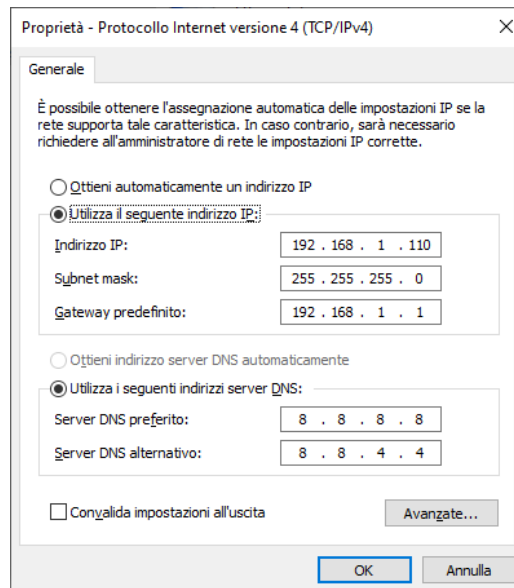 Proprietà - Protocollo Internet versione 4 (TCP/IPv4)
Generale
È possibile ottenere l'assegnazione automatica delle impostazioni IP se la
rete supporta tale caratteristica. In caso contrario, sarà necessario
richiedere all'amministratore di rete le impostazioni IP corrette.
Ottieni automaticamente un indirizzo IP
Utilizza il seguente indirizzo IP:
Indirizzo IP: 192 . 168 . 1 . 110
Subnet mask: 255 . 255 . 255 . 0
Gateway predefinito: 192 . 168 . 1 . 1
Ottieni indirizzo server DNS automaticamente
Utilizza i seguenti indirizzi server DNS:
Server DNS preferito: 8 . 8 . 8 . 8
Server DNS alternativo: 8 . 8 . 4 . 4
Convalida impostazioni all'uscita Avanzate...
OK Annulla